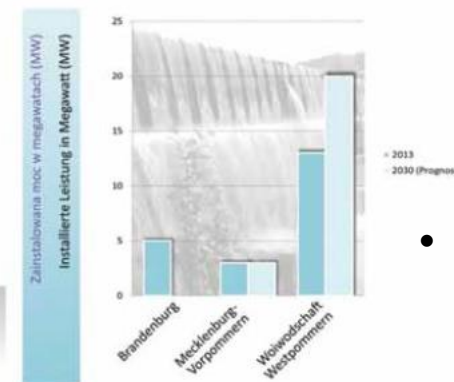 Zainstalowana moc w megawatach (MW)
Installierte Leistung in Megawatt (MW)
25
20
15
10
5
0
Brandenburg
Mecklenburg-
Vorpommern
Woiwodschaft
Westpommern
2013
2030 (Prognos